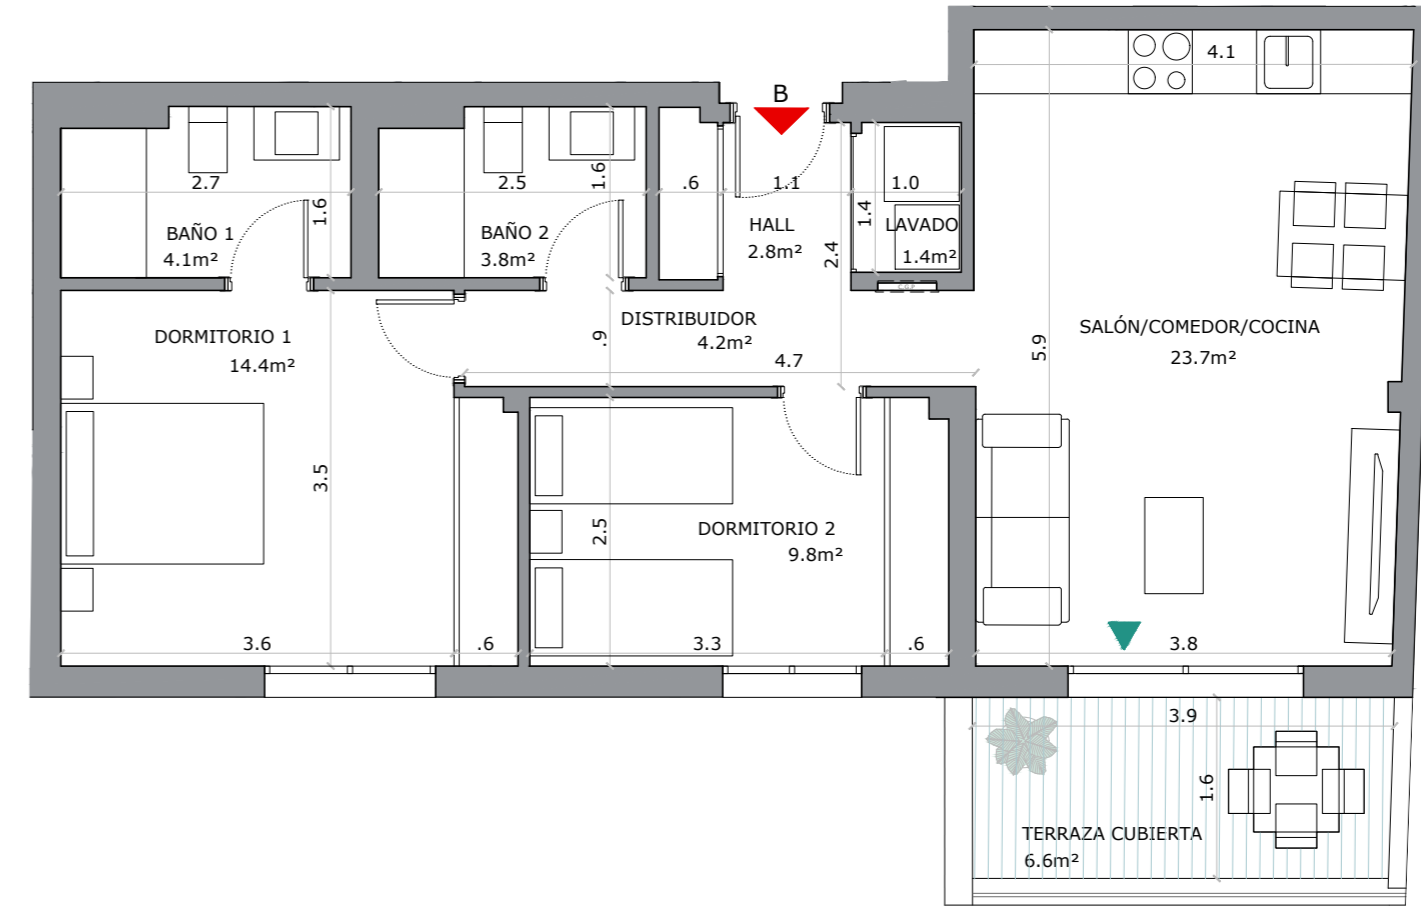 B
4.1
2.7
1.6
BAÑO 1
4.1m²
2.5
1.6
BAÑO 2
3.8m²
.6
1.1
HALL
2.8m²
2.4
1.0
1.4
LAVADO
1.4m²
C.G.P
DORMITORIO 1
14.4m²
DISTRIBUIDOR
4.2m²
.9
4.7
SALÓN/COMEDOR/COCINA
23.7m²
5.9
3.5
3.6
.6
DORMITORIO 2
9.8m²
2.5
3.3
.6
3.8
3.9
1.6
TERRAZA CUBIERTA
6.6m²